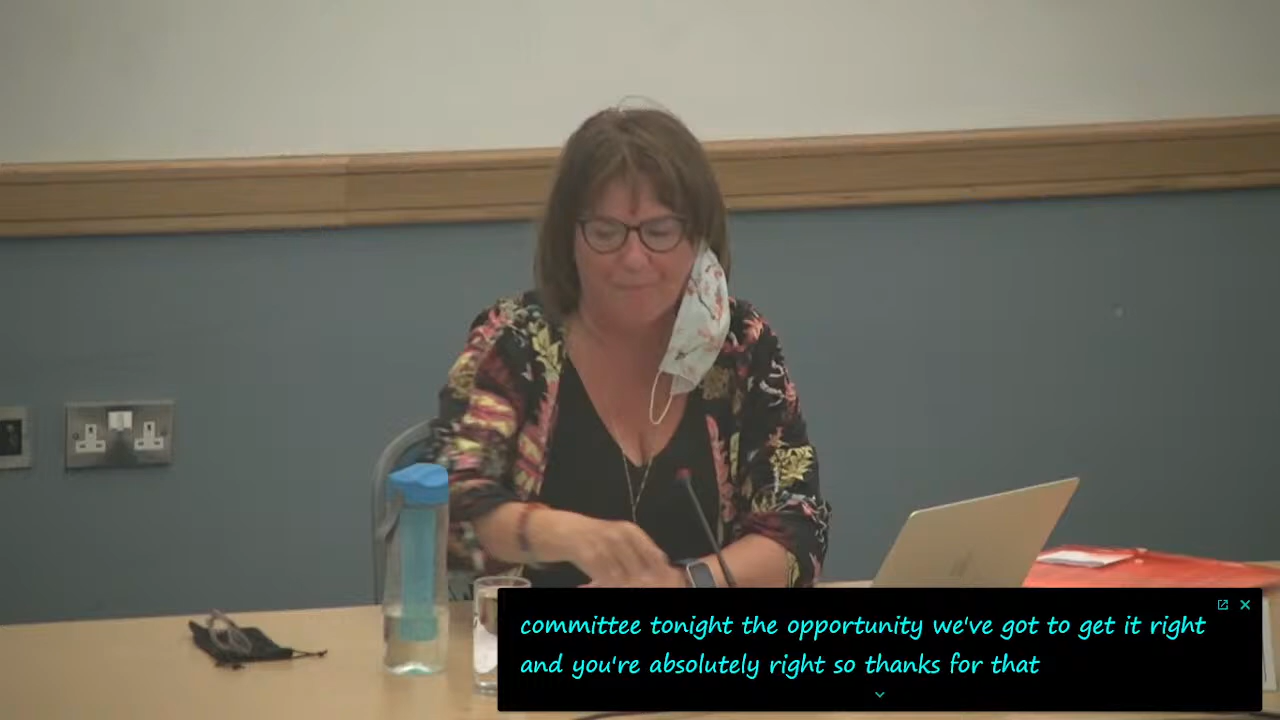 committee tonight the opportunity we've got to get it right
and you're absolutely right so thanks for that